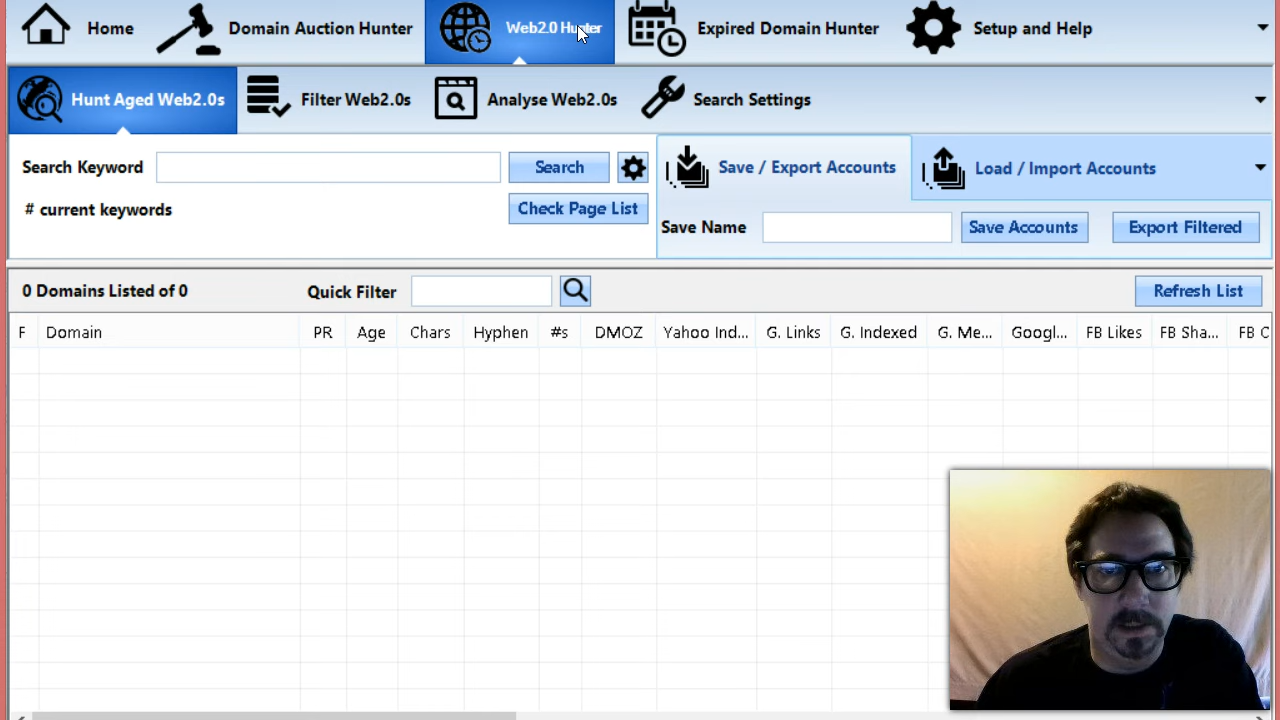 Home
Domain Auction Hunter
Web2.0 Hunter
Expired Domain Hunter
Setup and Help
Hunt Aged Web2.0s
Filter Web2.0s
Analyse Web2.0s
Search Settings
Search Keyword
Search
# current keywords
Check Page List
Save / Export Accounts
Load / Import Accounts
Save Name
Save Accounts
Export Filtered
0 Domains Listed of 0
Quick Filter
Refresh List
F Domain PR Age Chars Hyphen #s DMOZ Yahoo Ind... G. Links G. Indexed G. Me... Googl... FB Likes FB Sha... FB C